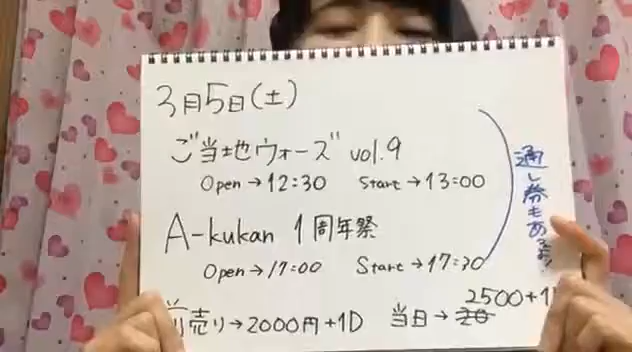 3月5日(土)
ご当地ウォーズ vol.9
Open→12:30 Start→13:00
A-kukan 1周年祭
Open→17:00 Start→17:30
通し券もあるよ!
前売り→2000円+1D 当日→2500+1